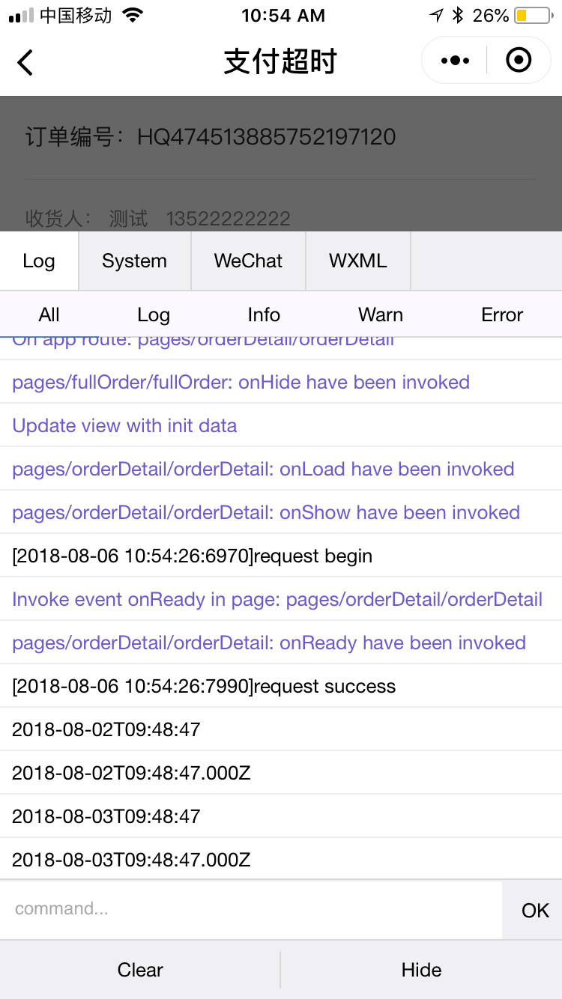 中国移动 10:54 AM 26%
支付超时
订单编号：HQ474513885752197120
收货人： 测试 13522222222
Log System WeChat WXML
All Log Info Warn Error
On app route: pages/orderDetail/orderDetail
pages/fullOrder/fullOrder: onHide have been invoked
Update view with init data
pages/orderDetail/orderDetail: onLoad have been invoked
pages/orderDetail/orderDetail: onShow have been invoked
[2018-08-06 10:54:26:6970]request begin
Invoke event onReady in page: pages/orderDetail/orderDetail
pages/orderDetail/orderDetail: onReady have been invoked
[2018-08-06 10:54:26:7990]request success
2018-08-02T09:48:47
2018-08-02T09:48:47.000Z
2018-08-03T09:48:47
2018-08-03T09:48:47.000Z
command... OK
Clear Hide